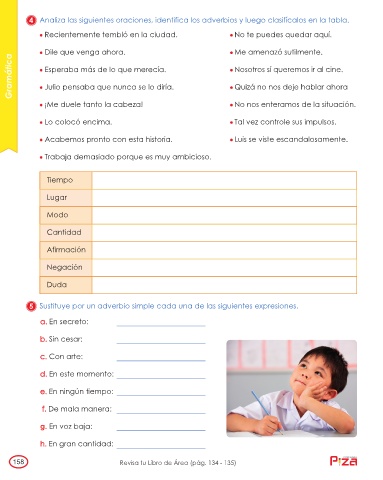 4 Analiza las siguientes oraciones, identifica los adverbios y luego clasifícalos en la tabla.
• Recientemente tembló en la ciudad.
• Dile que venga ahora.
• Esperaba más de lo que merecía.
• Julio pensaba que nunca se lo diría.
• ¡Me duele tanto la cabeza!
• Lo colocó encima.
• Acabemos pronto con esta historia.
• Trabaja demasiado porque es muy ambicioso.
• No te puedes quedar aquí.
• Me amenazó sutilmente.
• Nosotros sí queremos ir al cine.
• Quizá no nos deje hablar ahora
• No nos enteramos de la situación.
• Tal vez controle sus impulsos.
• Luis se viste escandalosamente.
Gramática
Tiempo
Lugar
Modo
Cantidad
Afirmación
Negación
Duda
5 Sustituye por un adverbio simple cada una de las siguientes expresiones.
a. En secreto:
b. Sin cesar:
c. Con arte:
d. En este momento:
e. En ningún tiempo:
f. De mala manera:
g. En voz baja:
h. En gran cantidad:
158
Revisa tu Libro de Área (pág. 134 - 135)